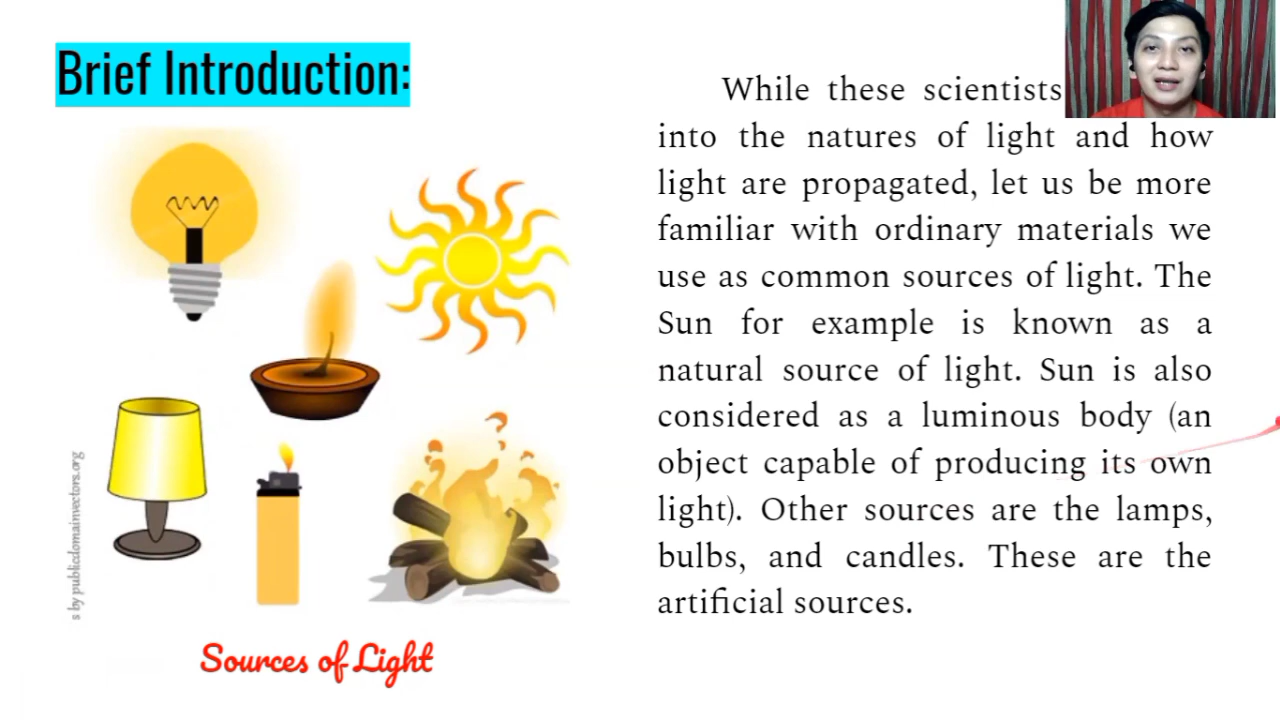 Brief Introduction:
While these scientists
into the natures of light and how
light are propagated, let us be more
familiar with ordinary materials we
use as common sources of light. The
Sun for example is known as a
natural source of light. Sun is also
considered as a luminous body (an
object capable of producing its own
light). Other sources are the lamps,
bulbs, and candles. These are the
artificial sources.
s by publicdomainvectors.org
Sources of Light